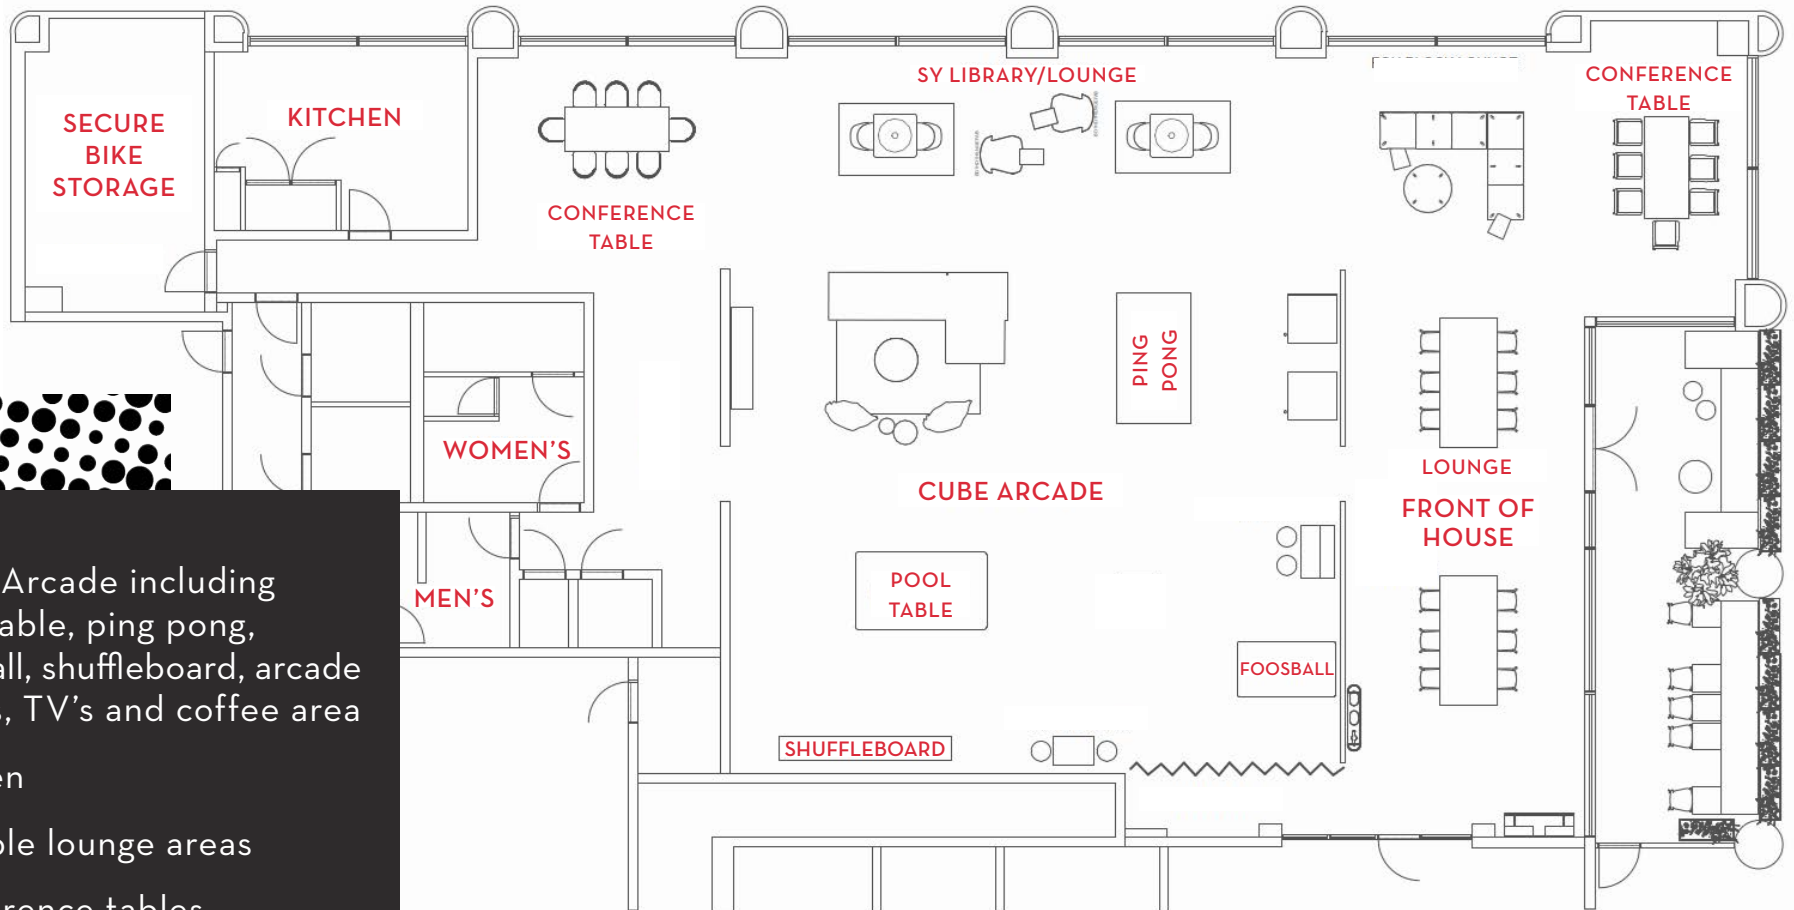 SECURE
BIKE
STORAGE
KITCHEN
CONFERENCE
TABLE
SY LIBRARY/LOUNGE
CONFERENCE
TABLE
PING
PONG
WOMEN'S
MEN'S
CUBE ARCADE
LOUNGE
FRONT OF
HOUSE
POOL
TABLE
FOOSBALL
SHUFFLEBOARD
Arcade including
able, ping pong,
all, shuffleboard, arcade
, TV's and coffee area
en
ble lounge areas
rence tables